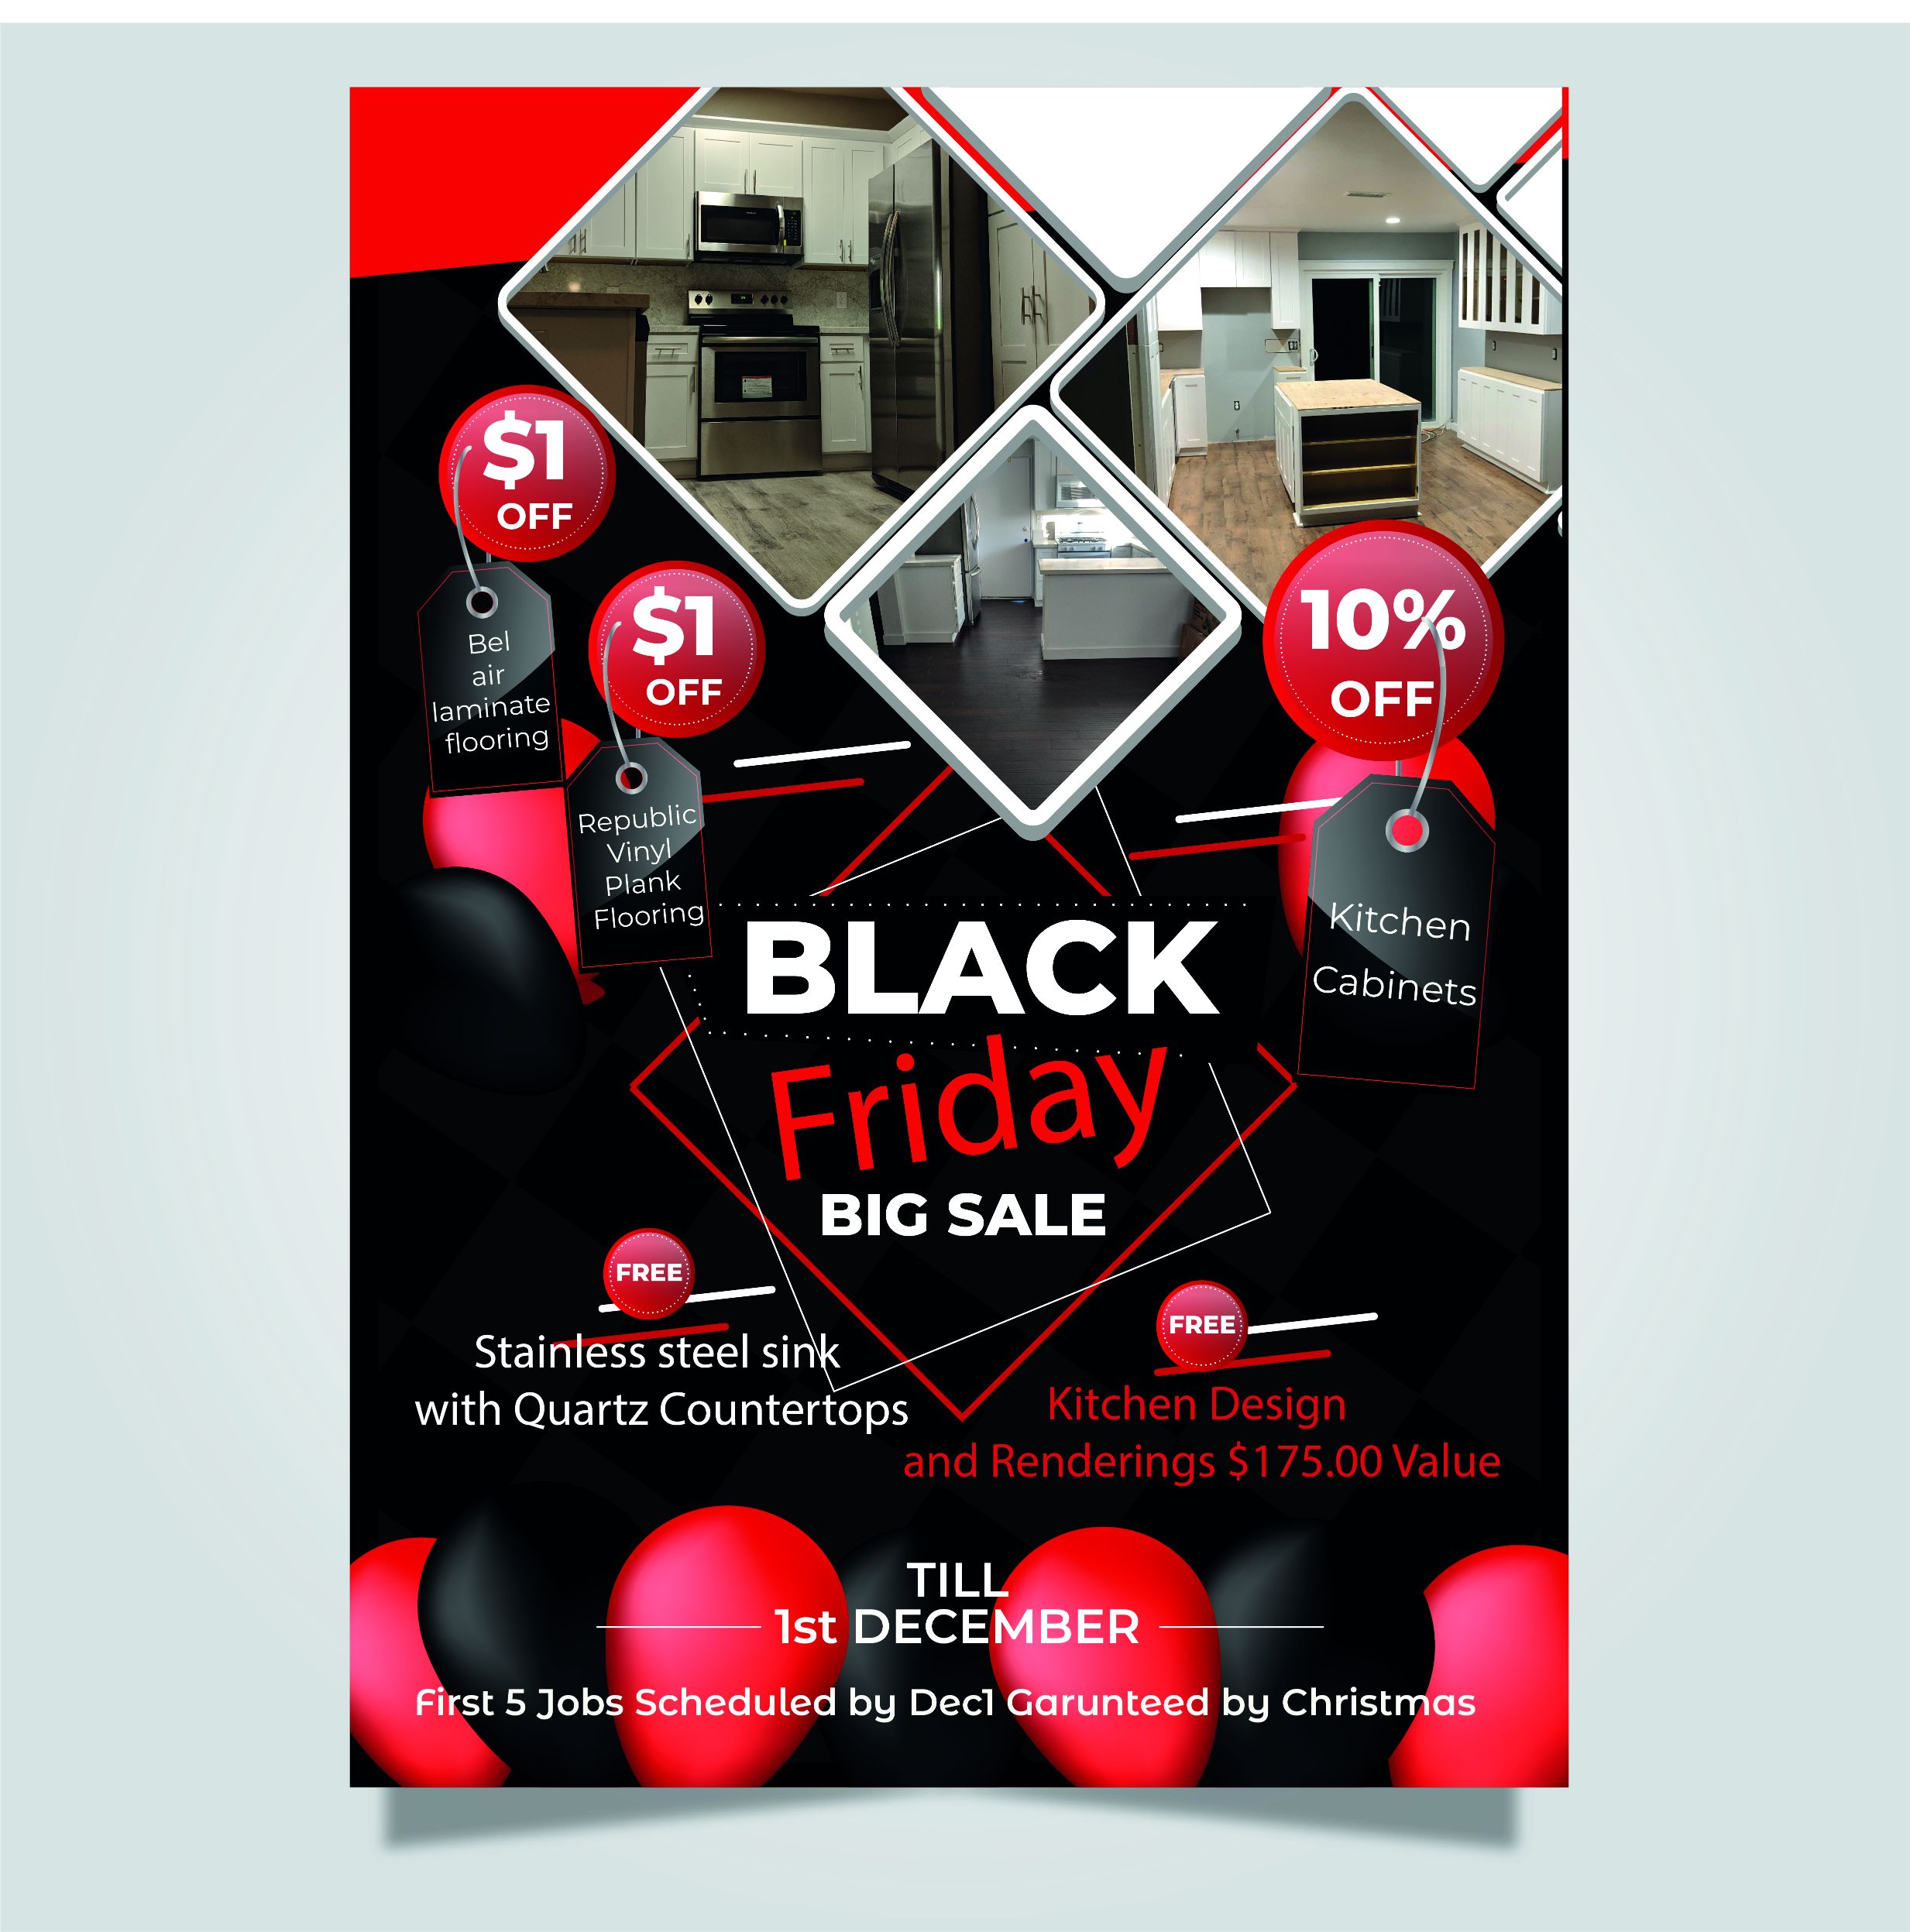 $1
OFF
Bel
air
laminate
flooring
$1
OFF
Republic
Vinyl
Plank
Flooring
10%
OFF
Kitchen
Cabinets
BLACK
Friday
BIG SALE
FREE
Stainless steel sink
with Quartz Countertops
FREE
Kitchen Design
and Renderings $175.00 Value
TILL
1st DECEMBER
First 5 Jobs Scheduled by Dec1 Garunteed by Christmas